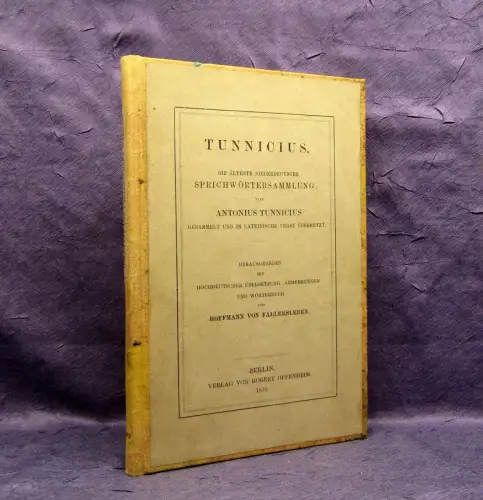 TUNNICIUS.
DIE ÄLTESTE NIEDERDEUTSCHE
SPRICHWÖRTERSAMMLUNG,
VON
ANTONIUS TUNNICIUS
GESAMMELT UND IN LATEINISCHE VERSE ÜBERSETZT.
HERAUSGEGEBEN
MIT
HOCHDEUTSCHER ÜBERSETZUNG, ANMERKUNGEN
UND WÖRTERBUCH
VON
HOFFMANN VON FALLERSLEBEN.
BERLIN.
VERLAG VON ROBERT OPPENHEIM.
1870.